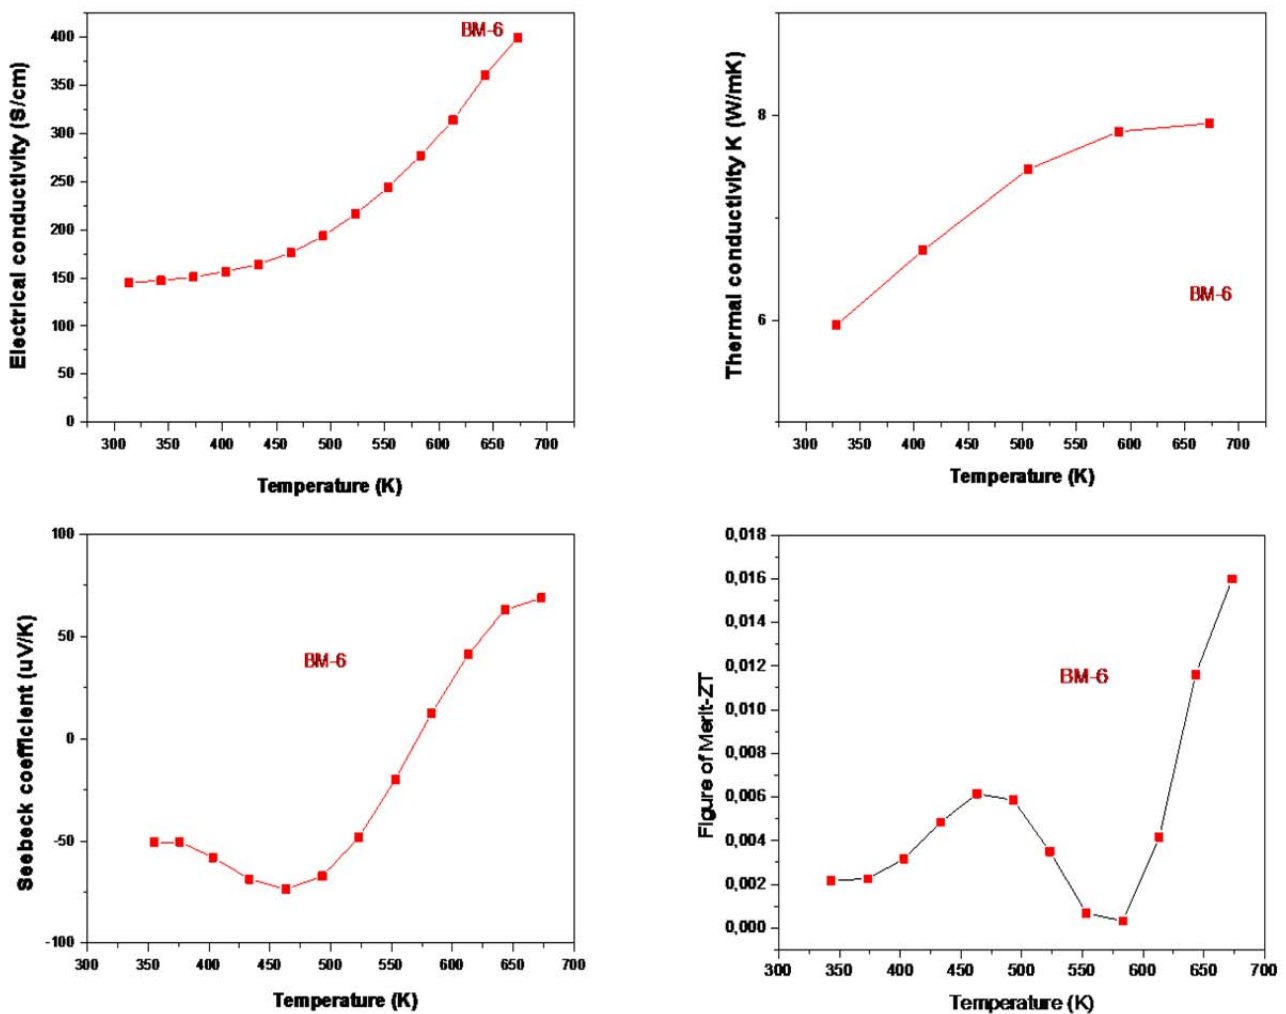 Electrical conductivity (S/cm)
400
350
300
250
200
150
100
50
0
BM-6
300 350 400 450 500 550 600 650 700
Temperature (K)
Thermal conductivity K (W/mK)
8
6
BM-6
300 350 400 450 500 550 600 650 700
Temperature (K)
Seebeck coefficient (uV/K)
100
50
0
-50
-100
BM-6
300 350 400 450 500 550 600 650 700
Temperature (K)
Figure of Merit-ZT
0,018
0,016
0,014
0,012
0,010
0,008
0,006
0,004
0,002
0,000
BM-6
300 350 400 450 500 550 600 650 700
Temperature (K)